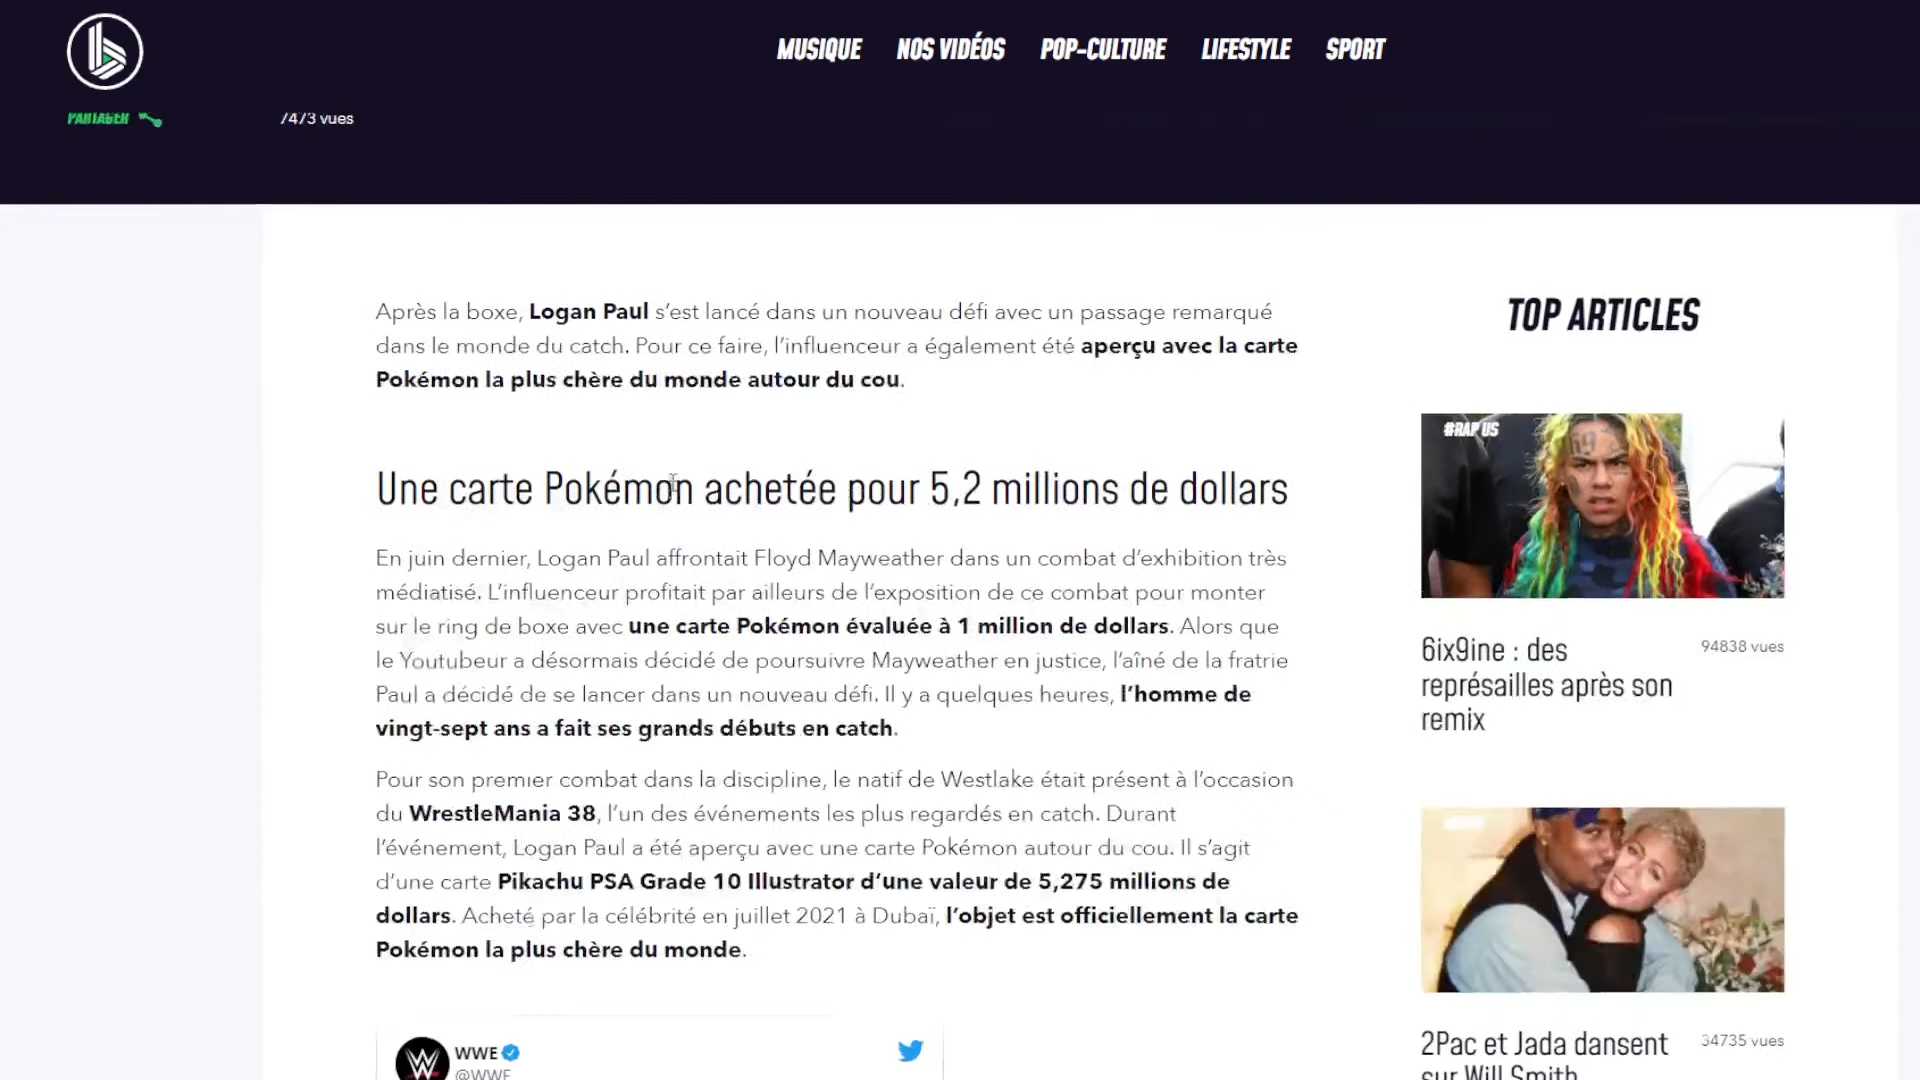 MUSIQUE NOS VIDÉOS POP-CULTURE LIFESTYLE SPORT
7473 vues
Après la boxe, Logan Paul s’est lancé dans un nouveau défi avec un passage remarqué
dans le monde du catch. Pour ce faire, l’influenceur a également été aperçu avec la carte
Pokémon la plus chère du monde autour du cou.
Une carte Pokémon achetée pour 5,2 millions de dollars
En juin dernier, Logan Paul affrontait Floyd Mayweather dans un combat d’exhibition très
médiatisé. L’influenceur profitait par ailleurs de l’exposition de ce combat pour monter
sur le ring de boxe avec une carte Pokémon évaluée à 1 million de dollars. Alors que
le Youtubeur a désormais décidé de poursuivre Mayweather en justice, l’aîné de la fratrie
Paul a décidé de se lancer dans un nouveau défi. Il y a quelques heures, l’homme de
vingt-sept ans a fait ses grands débuts en catch.
Pour son premier combat dans la discipline, le natif de Westlake était présent à l’occasion
du WrestleMania 38, l’un des événements les plus regardés en catch. Durant
l’événement, Logan Paul a été aperçu avec une carte Pokémon autour du cou. Il s’agit
d’une carte Pikachu PSA Grade 10 Illustrator d’une valeur de 5,275 millions de
dollars. Acheté par la célébrité en juillet 2021 à Dubaï, l’objet est officiellement la carte
Pokémon la plus chère du monde.
WWE
@WWE
TOP ARTICLES
#RAP US
69
6ix9ine : des
représailles après son
remix
94838 vues
2Pac et Jada dansent
sur Will Smith
34735 vues